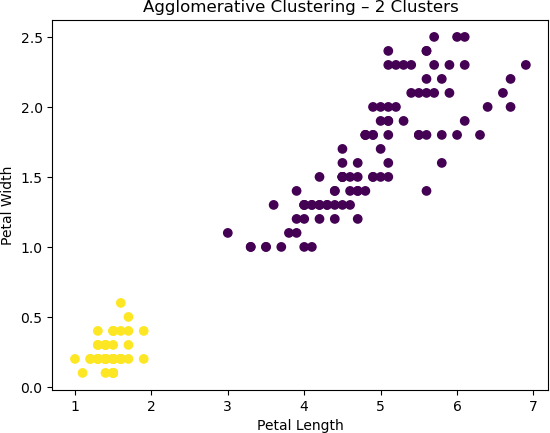 Agglomerative Clustering – 2 Clusters
2.5
2.0
1.5
1.0
0.5
0.0
Petal Width
1 2 3 4 5 6 7
Petal Length